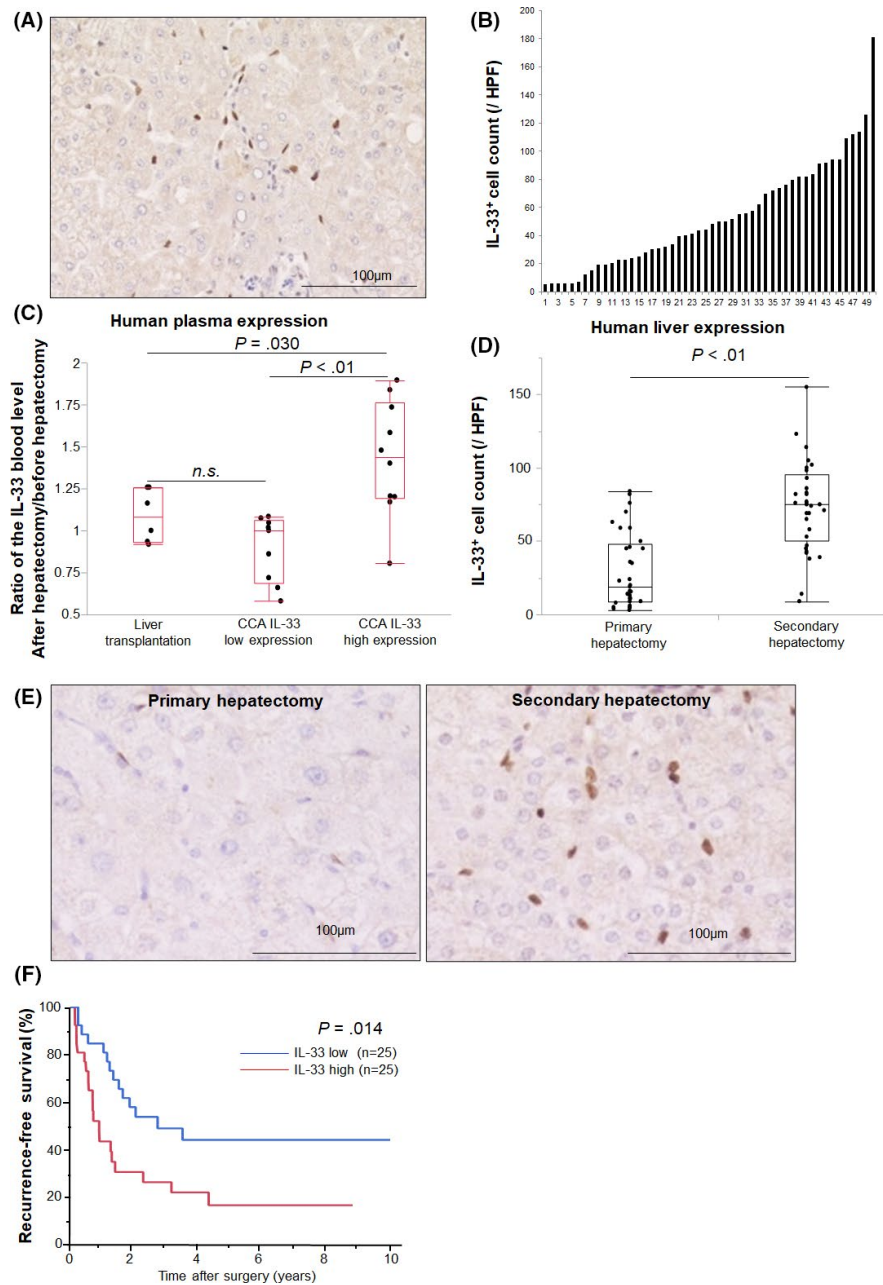 (A)
100µm
(B)
IL-33⁺ cell count (/ HPF)
200
180
160
140
120
100
80
60
40
20
0
1 3 5 7 9 11 13 15 17 19 21 23 25 27 29 31 33 35 37 39 41 43 45 47 49
(C)
Human plasma expression
P = .030
P < .01
n.s.
Ratio of the IL-33 blood level
After hepatectomy/before hepatectomy
2
1.75
1.5
1.25
1
0.75
0.5
Liver
transplantation
CCA IL-33
low expression
CCA IL-33
high expression
Human liver expression
(D)
P < .01
IL-33⁺ cell count (/ HPF)
150
100
50
0
Primary
hepatectomy
Secondary
hepatectomy
(E)
Primary hepatectomy
100µm
Secondary hepatectomy
100µm
(F)
Recurrence-free survival (%)
100
80
60
40
20
0
P = .014
IL-33 low (n=25)
IL-33 high (n=25)
0 2 4 6 8 10
Time after surgery (years)